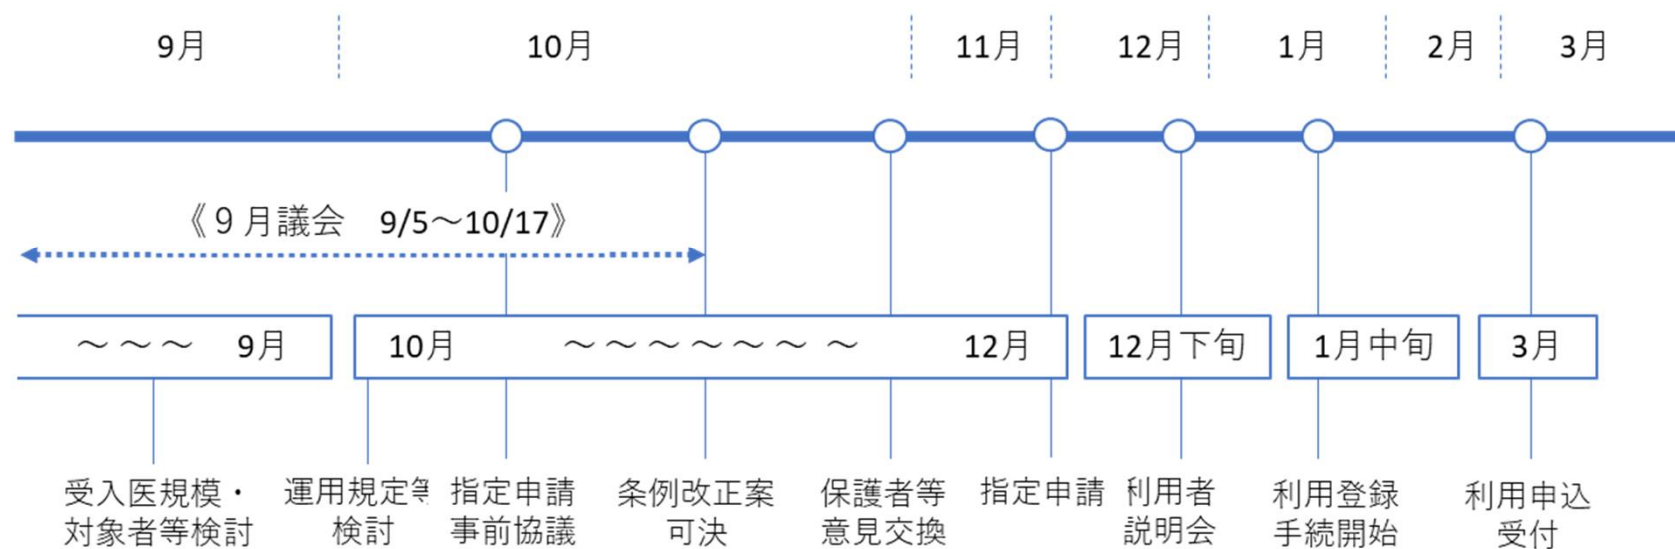 9月 10月 11月 12月 1月 2月 3月
《９月議会　9/5～10/17》
～～～ 9月
10月 ～～～～～～～ 12月
12月下旬
1月中旬
3月
受入医規模・
対象者等検討
運用規定等
検討
指定申請
事前協議
条例改正案
可決
保護者等
意見交換
指定申請
利用者
説明会
利用登録
手続開始
利用申込
受付